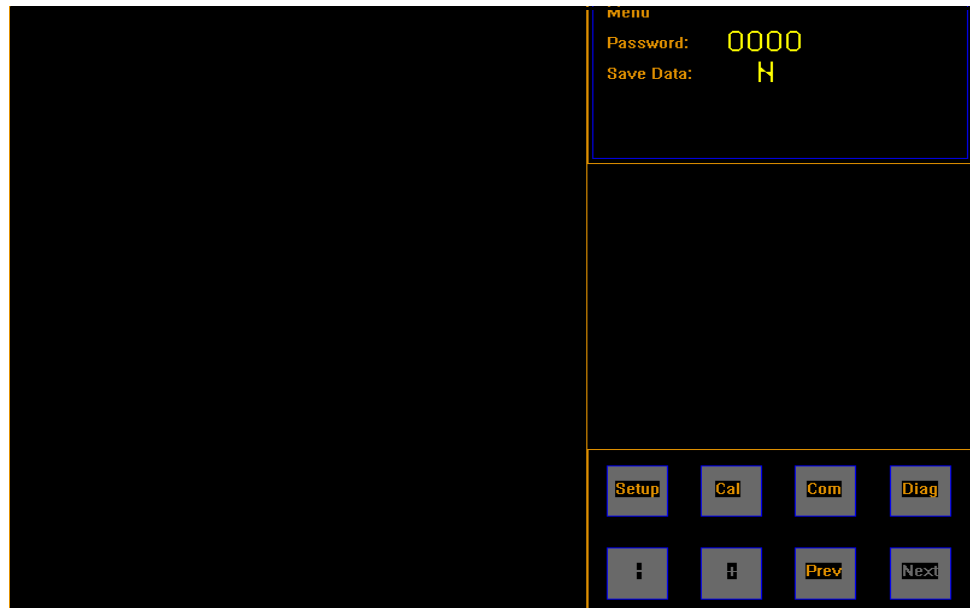 Menu
Password: 0000
Save Data: N
Setup Cal Com Diag
- + Prev Next